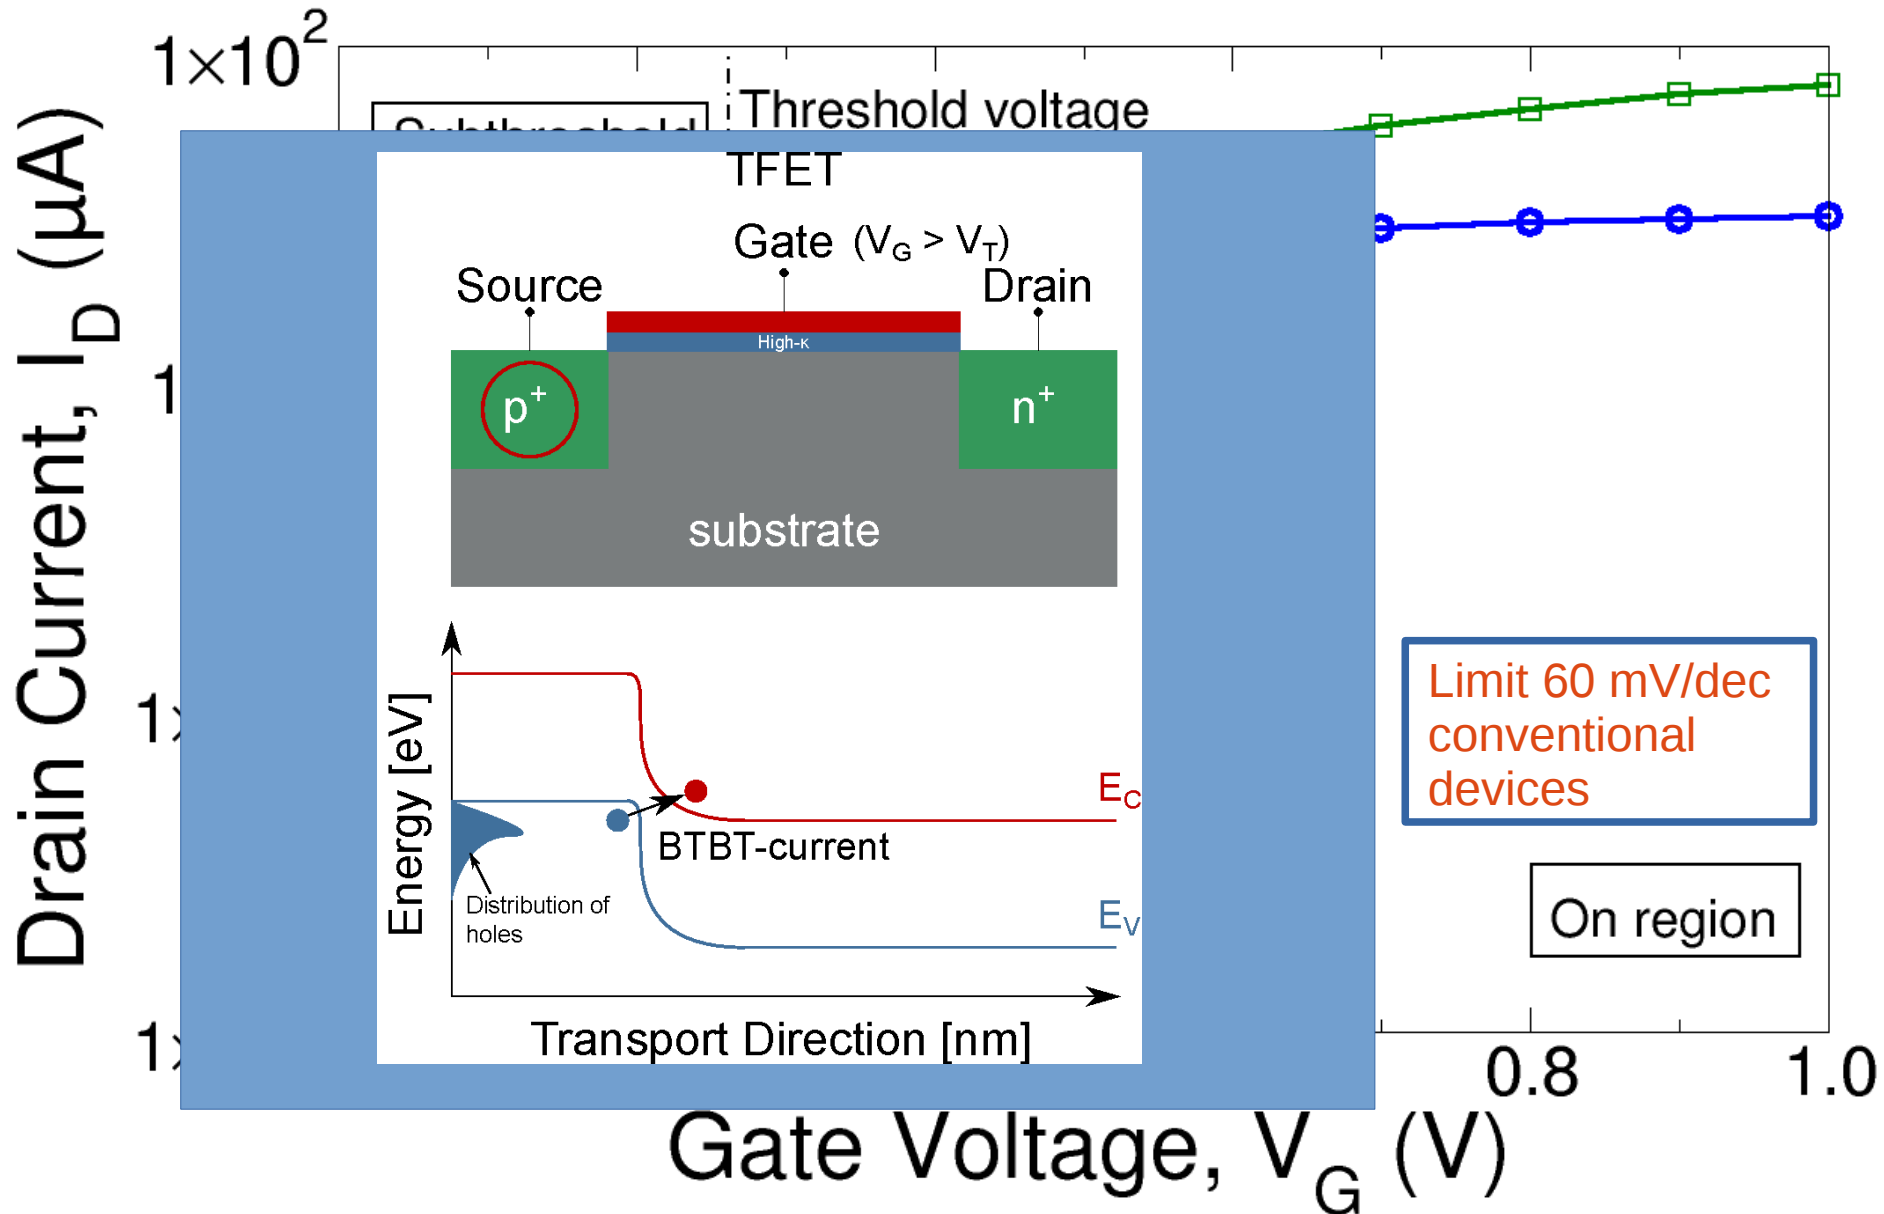 1×10²
Drain Current, I_D (µA)
Subthreshold
Threshold voltage
TFET
Gate (V_G > V_T)
Source
Drain
High-κ
p⁺
n⁺
substrate
Energy [eV]
E_C
BTBT-current
Distribution of
holes
E_V
Transport Direction [nm]
Limit 60 mV/dec
conventional
devices
On region
0.8
1.0
Gate Voltage, V_G (V)